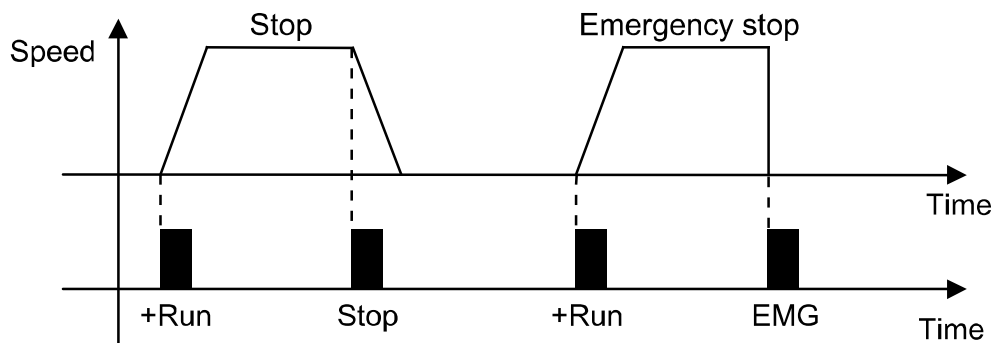 Stop
Emergency stop
Speed
Time
+Run
Stop
+Run
EMG
Time